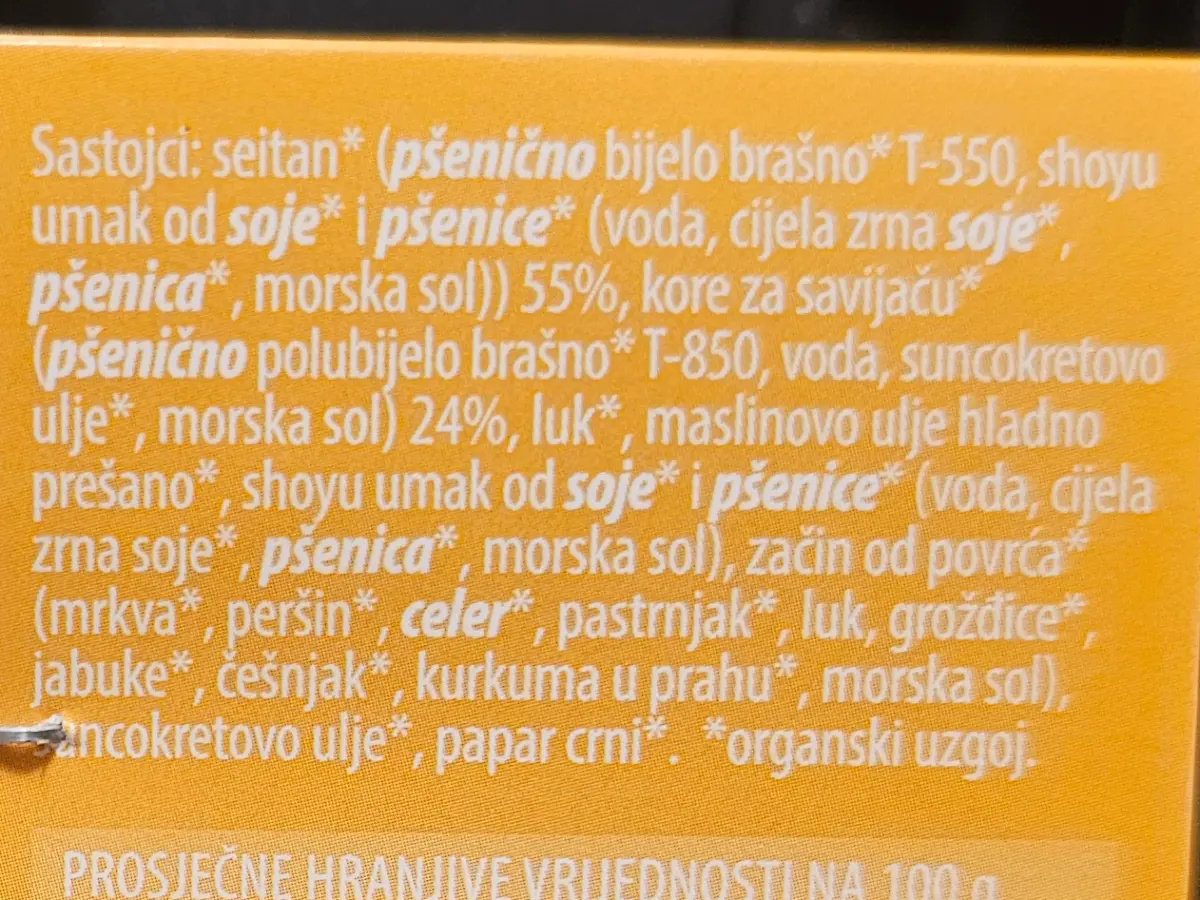 Sastojci: seitan* (pšenično bijelo brašno* T-550, shoyu
umak od soje* i pšenice* (voda, cijela zrna soje*,
pšenica*, morska sol)) 55%, kore za savijaču*
(pšenično polubijelo brašno* T-850, voda, suncokretovo
ulje*, morska sol) 24%, luk*, maslinovo ulje hladno
prešano*, shoyu umak od soje* i pšenice* (voda, cijela
zrna soje*, pšenica*, morska sol), začin od povrća*
(mrkva*, peršin*, celer*, pastrnjak*, luk, grožđice*,
jabuke*, češnjak*, kurkuma u prahu*, morska sol),
suncokretovo ulje*, papar crni*. *organski uzgoj.
PROSJEČNE HRANJIVE VRIJEDNOSTI NA 100 g